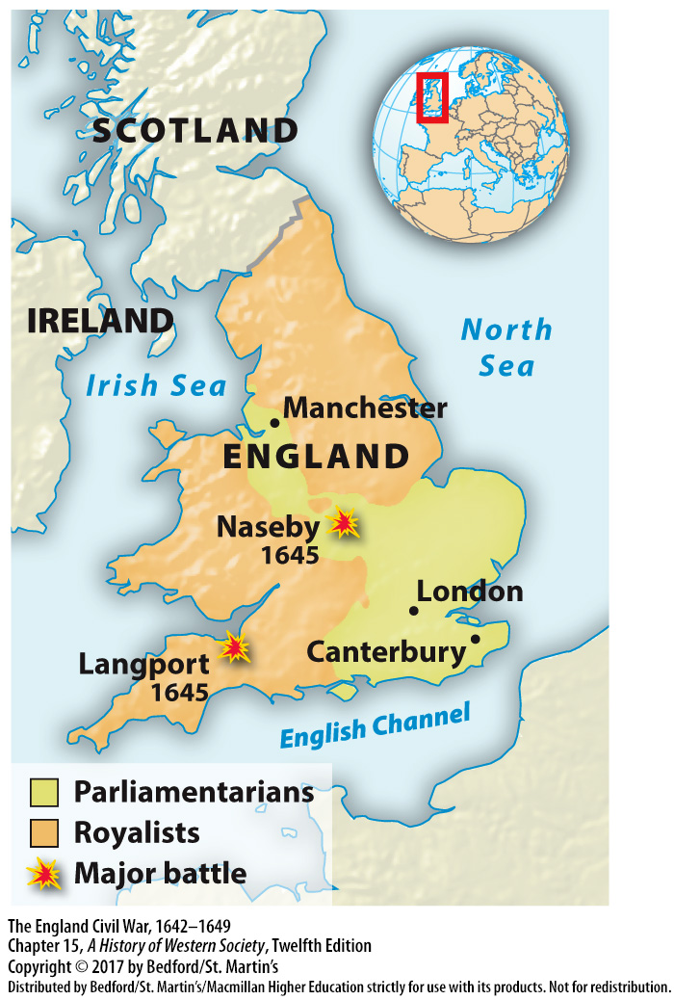 SCOTLAND
IRELAND
North
Sea
Irish Sea
Manchester
ENGLAND
Naseby
1645
London
Canterbury
Langport
1645
English Channel
Parliamentarians
Royalists
Major battle
The England Civil War, 1642–1649
Chapter 15, A History of Western Society, Twelfth Edition
Copyright © 2017 by Bedford/St. Martin's
Distributed by Bedford/St. Martin's/Macmillan Higher Education strictly for use with its products. Not for redistribution.